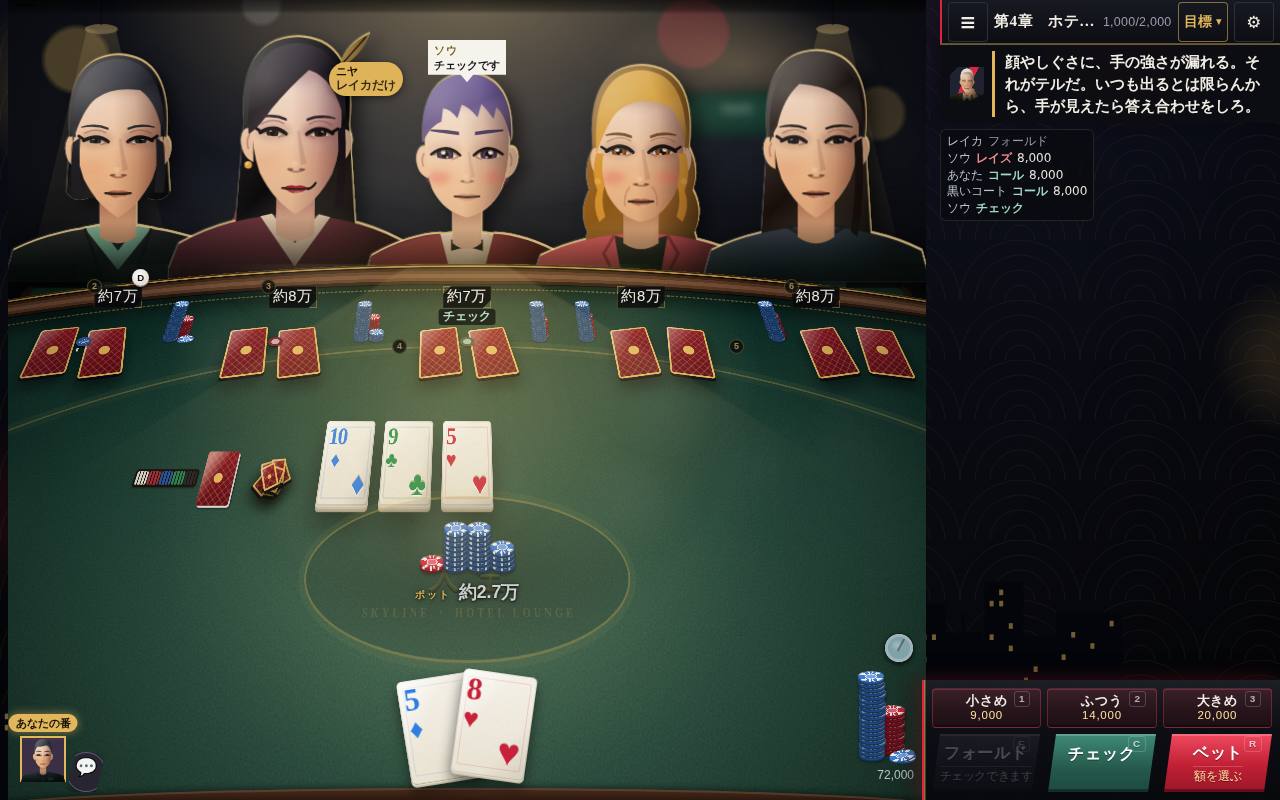 第4章　ホテ…
1,000/2,000
目標 ▾
顔やしぐさに、手の強さが漏れる。そ
れがテルだ。いつも出るとは限らんか
ら、手が見えたら答え合わせをしろ。
レイカ フォールド
ソウ レイズ 8,000
あなた コール 8,000
黒いコート コール 8,000
ソウ チェック
ニヤ
レイカだけ
ソウ
チェックです
D
2
約7万
3
約8万
約7万
チェック
約8万
6
約8万
4
5
10
9
5
ポット 約2.7万
SKYLINE · HOTEL LOUNGE
5
8
あなたの番
72,000
小さめ 1
9,000
ふつう 2
14,000
大きめ 3
20,000
フォールド F
チェックできます
チェック C
ベット R
額を選ぶ